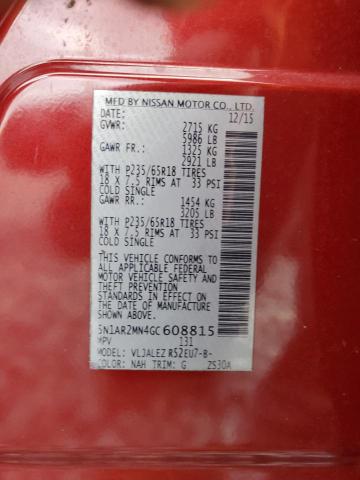 MFD BY NISSAN MOTOR CO., LTD.
DATE: 12/15
GVWR: 2715 KG
5986 LB
GAWR FR.: 1325 KG
2921 LB
WITH P235/65R18 TIRES
18 X 7.5 RIMS AT 33 PSI
COLD SINGLE
GAWR RR.: 1454 KG
3205 LB
WITH P235/65R18 TIRES
18 X 7.5 RIMS AT 33 PSI
COLD SINGLE
THIS VEHICLE CONFORMS TO
ALL APPLICABLE FEDERAL
MOTOR VEHICLE SAFETY AND
THEFT PREVENTION
STANDARDS IN EFFECT ON
THE DATE OF MANUFACTURE
SHOWN ABOVE.
5N1AR2MN4GC608815
MPV 131
MODEL: VLJALEZ R52EU7-B-
COLOR: NAH TRIM: G ZS30A